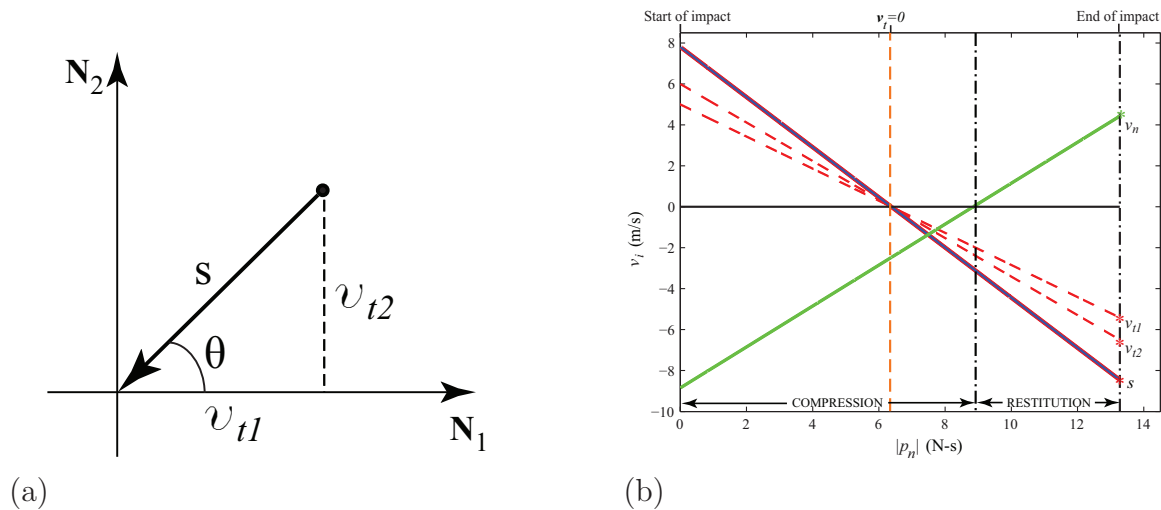 N2
S
θ
υt2
υt1
N1
(a)
Start of impact
vt=0
End of impact
vi (m/s)
8
6
4
2
0
−2
−4
−6
−8
−10
vn
vt1
vt2
s
COMPRESSION
RESTITUTION
0 2 4 6 8 10 12 14
|pn| (N-s)
(b)